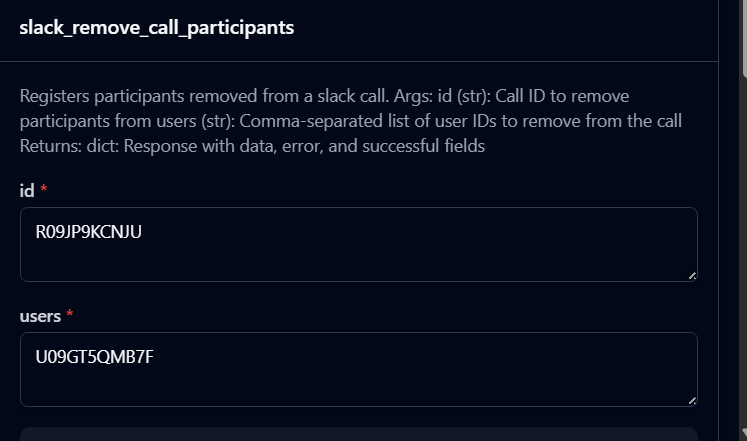 slack_remove_call_participants
Registers participants removed from a slack call. Args: id (str): Call ID to remove
participants from users (str): Comma-separated list of user IDs to remove from the call
Returns: dict: Response with data, error, and successful fields
id *
R09JP9KCNJU
users *
U09GT5QMB7F